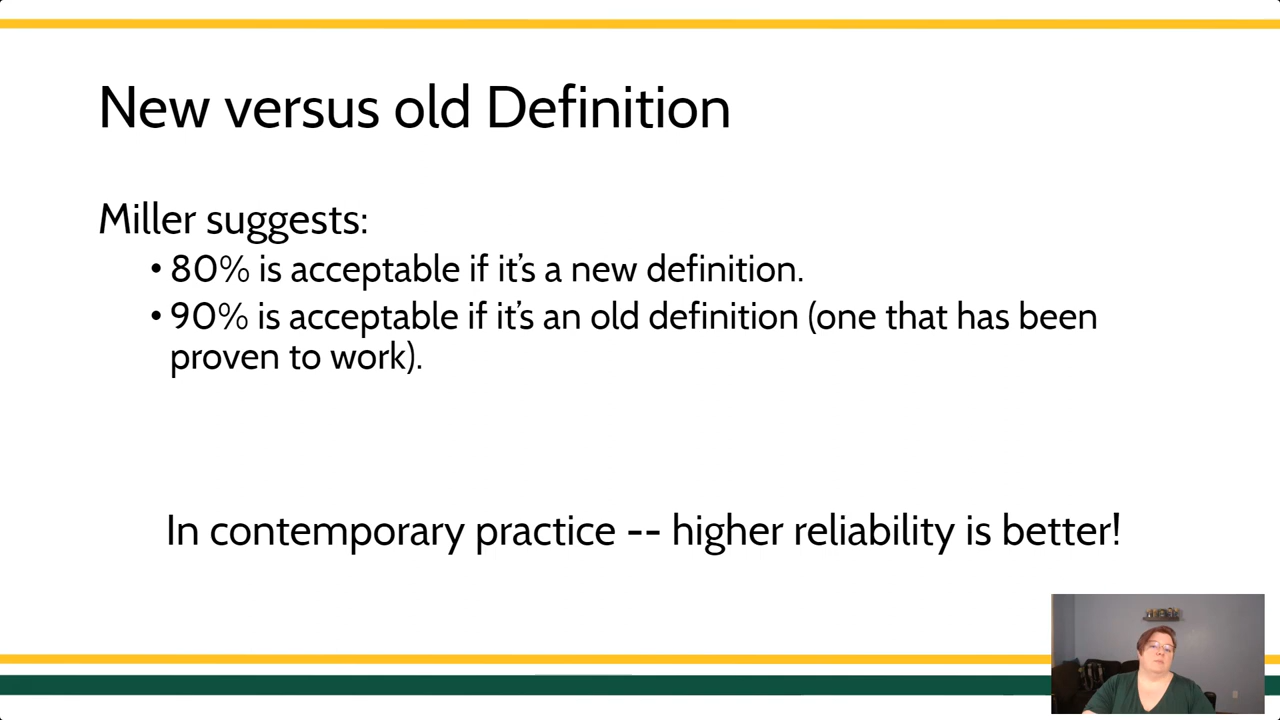 New versus old Definition
Miller suggests:
• 80% is acceptable if it's a new definition.
• 90% is acceptable if it's an old definition (one that has been
proven to work).
In contemporary practice -- higher reliability is better!